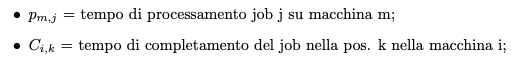 • p_{m,j} = tempo di processamento job j su macchina m;
• C_{i,k} = tempo di completamento del job nella pos. k nella macchina i;